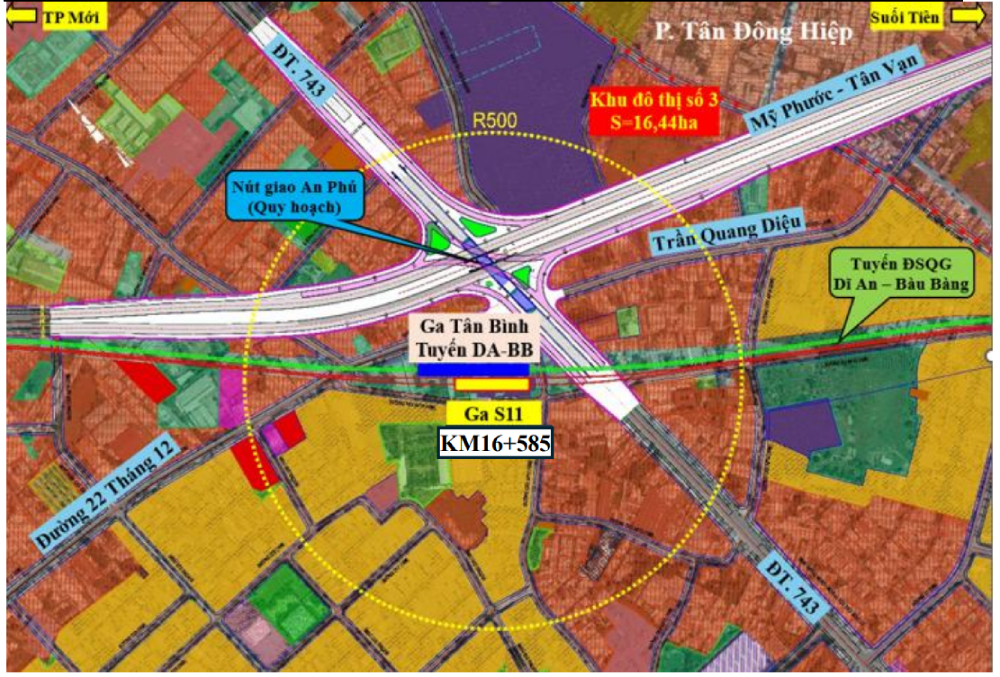 TP Mới
Suối Tiên
P. Tân Đông Hiệp
ĐT. 743
Mỹ Phước - Tân Vạn
Khu đô thị số 3
S=16,44ha
R500
Nút giao An Phú
(Quy hoạch)
Trần Quang Diệu
Tuyến ĐSQG
Dĩ An – Bàu Bàng
Ga Tân Bình
Tuyến DA-BB
Ga S11
KM16+585
Đường 22 Tháng 12
ĐT. 743